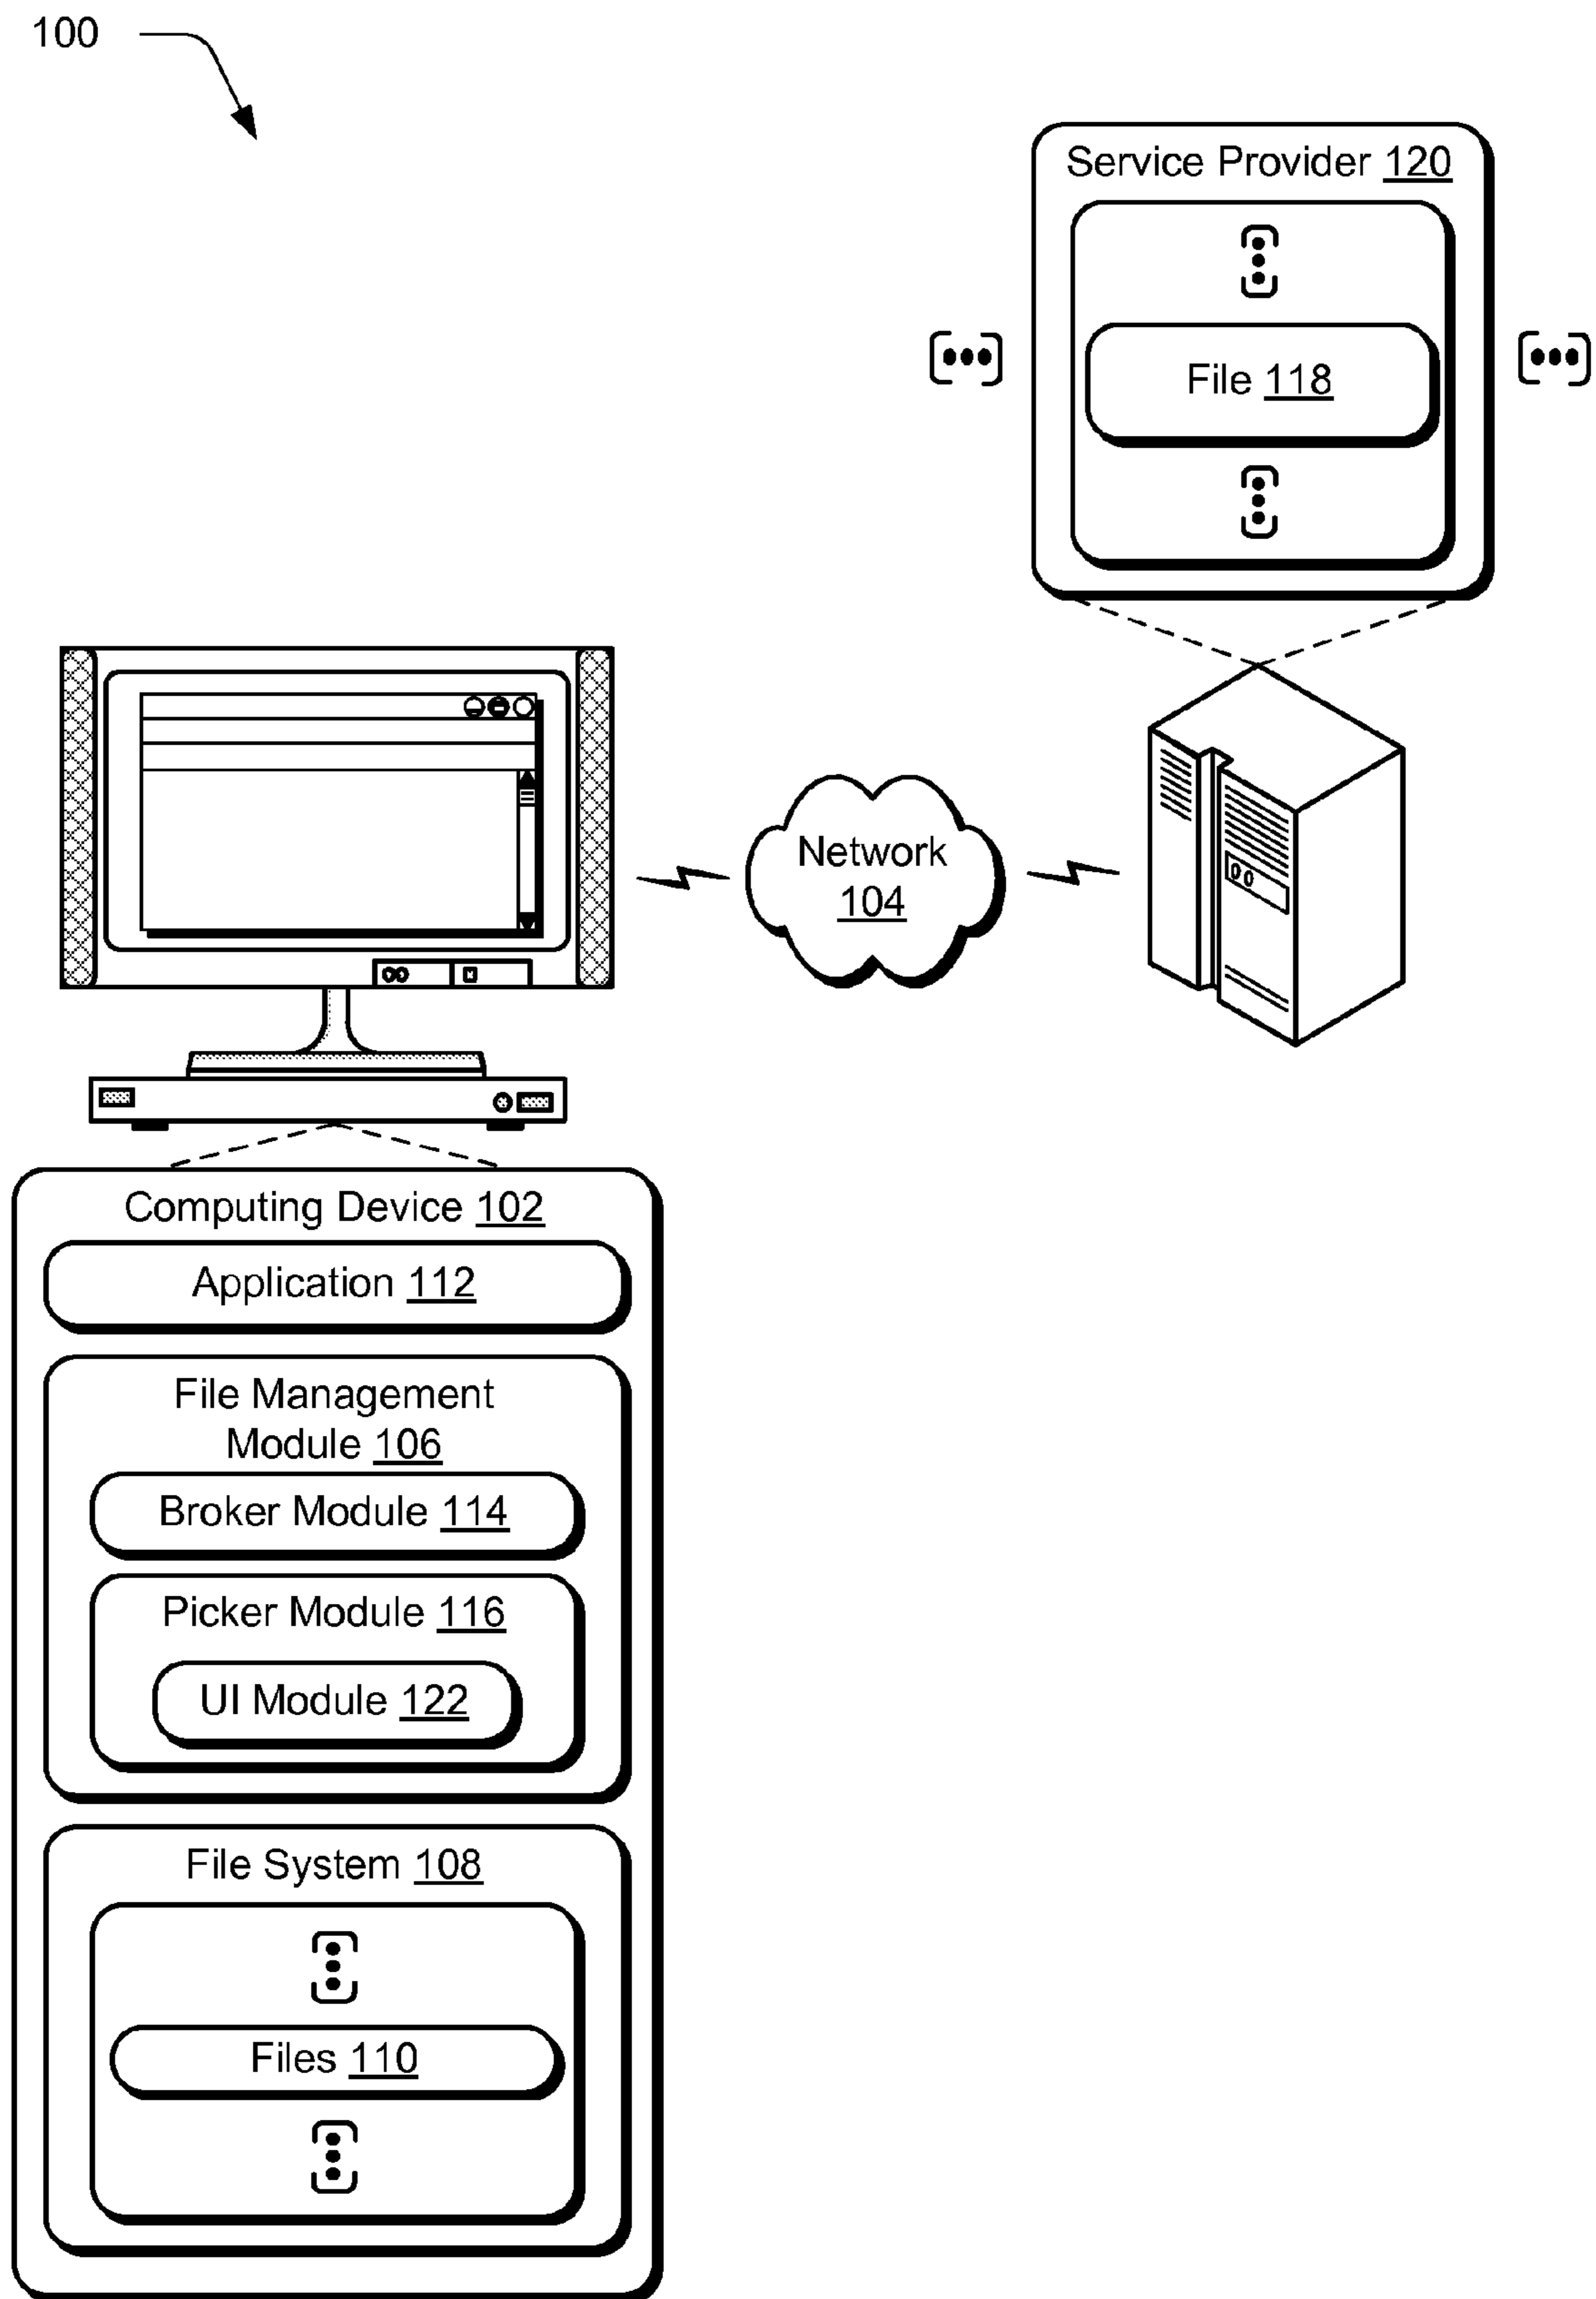 100
Service Provider 120
File 118
Network
104
Computing Device 102
Application 112
File Management
Module 106
Broker Module 114
Picker Module 116
UI Module 122
File System 108
Files 110